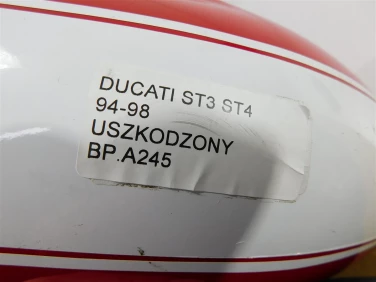 DUCATI ST3 ST4
94-98
USZKODZONY
BP.A245